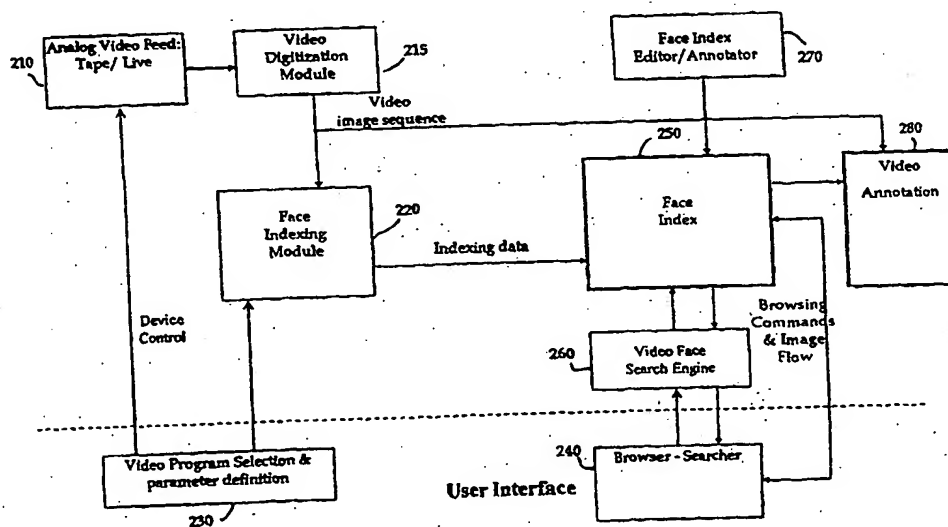 Analog Video Feed:
Tape/ Live
210
Video
Digitization
Module
215
Face Index
Editor/Annotator
270
Video
image sequence
250
280
Video
Annotation
Face
Index
Face
Indexing
Module
220
Indexing data
Device
Control
Browsing
Commands
& Image
Flow
260
Video Face
Search Engine
Video Program Selection &
parameter definition
230
240
Browser - Searcher
User Interface